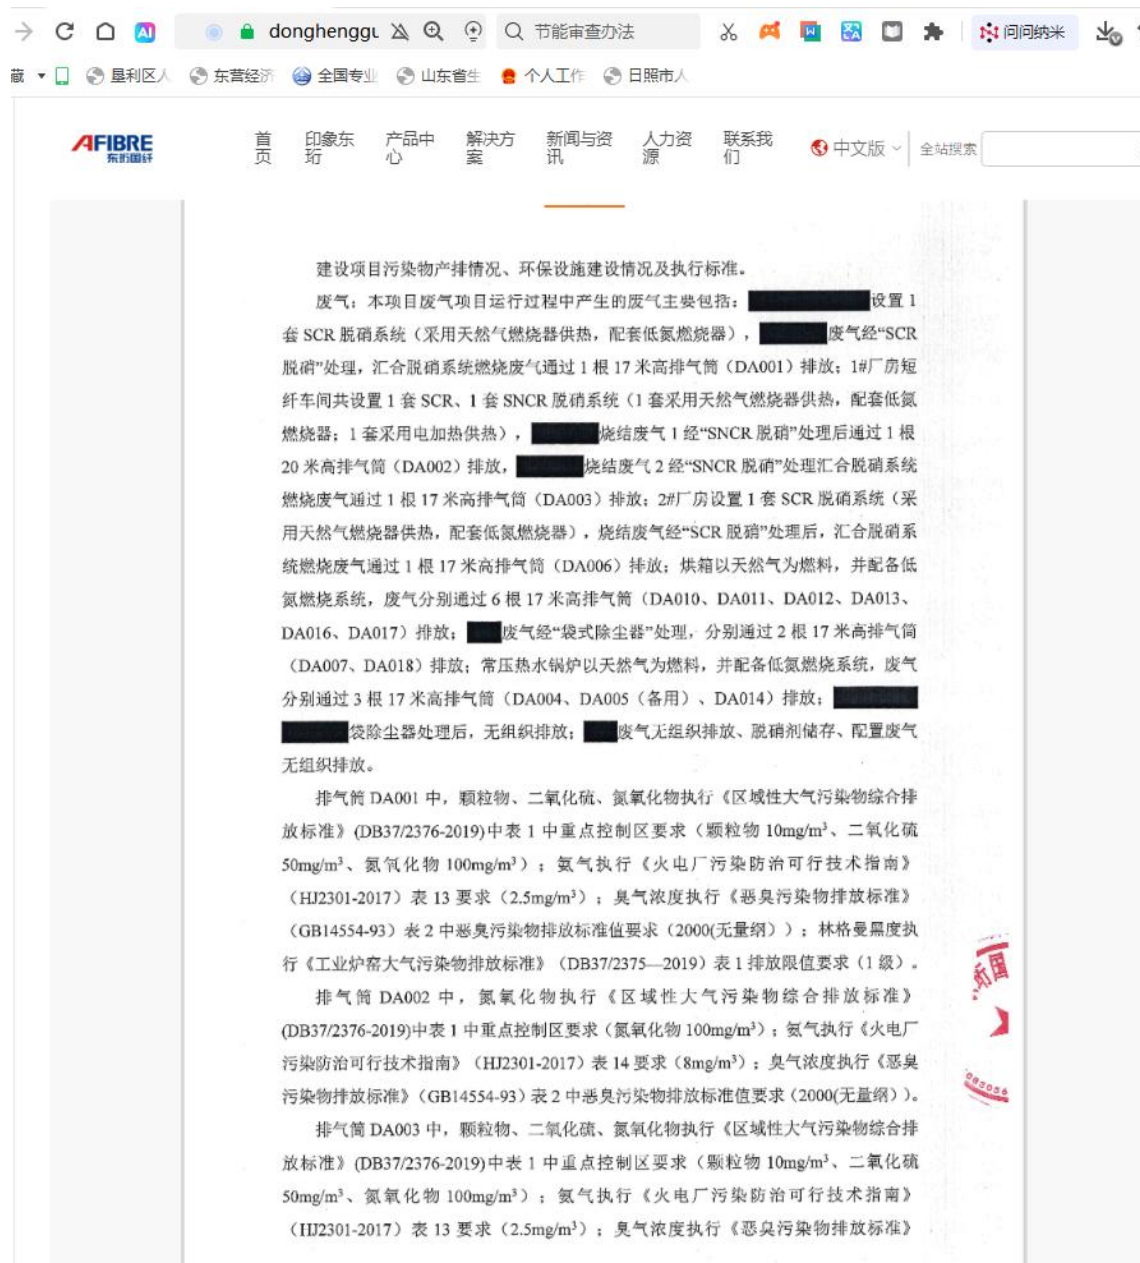 donghenggu
节能审查办法
问问纳米
藏
垦利区人
东营经济
全国专业
山东省生
个人工作
日照市人
AFIBRE
东珩国纤
首页
印象东珩
产品中心
解决方案
新闻与资讯
人力资源
联系我们
中文版
全站搜索
建设项目污染物产排情况、环保设施建设情况及执行标准。
废气：本项目废气项目运行过程中产生的废气主要包括：设置 1
套 SCR 脱硝系统（采用天然气燃烧器供热，配套低氮燃烧器），废气经“SCR
脱硝”处理，汇合脱硝系统燃烧废气通过 1 根 17 米高排气筒（DA001）排放；1#厂房短
纤车间共设置 1 套 SCR、1 套 SNCR 脱硝系统（1 套采用天然气燃烧器供热，配套低氮
燃烧器；1 套采用电加热供热），烧结废气 1 经“SNCR 脱硝”处理后通过 1 根
20 米高排气筒（DA002）排放，烧结废气 2 经“SNCR 脱硝”处理汇合脱硝系统
燃烧废气通过 1 根 17 米高排气筒（DA003）排放；2#厂房设置 1 套 SCR 脱硝系统（采
用天然气燃烧器供热，配套低氮燃烧器），烧结废气经“SCR 脱硝”处理后，汇合脱硝系
统燃烧废气通过 1 根 17 米高排气筒（DA006）排放；烘箱以天然气为燃料，并配备低
氮燃烧系统，废气分别通过 6 根 17 米高排气筒（DA010、DA011、DA012、DA013、
DA016、DA017）排放；废气经“袋式除尘器”处理，分别通过 2 根 17 米高排气筒
（DA007、DA018）排放；常压热水锅炉以天然气为燃料，并配备低氮燃烧系统，废气
分别通过 3 根 17 米高排气筒（DA004、DA005（备用）、DA014）排放；
袋除尘器处理后，无组织排放；废气无组织排放、脱硝剂储存、配置废气
无组织排放。
排气筒 DA001 中，颗粒物、二氧化硫、氮氧化物执行《区域性大气污染物综合排
放标准》(DB37/2376-2019)中表 1 中重点控制区要求（颗粒物 10mg/m³、二氧化硫
50mg/m³、氮氧化物 100mg/m³）；氨气执行《火电厂污染防治可行技术指南》
（HJ2301-2017）表 13 要求（2.5mg/m³）；臭气浓度执行《恶臭污染物排放标准》
（GB14554-93）表 2 中恶臭污染物排放标准值要求（2000(无量纲)）；林格曼黑度执
行《工业炉窑大气污染物排放标准》（DB37/2375—2019）表 1 排放限值要求（1 级）。
排气筒 DA002 中，氮氧化物执行《区域性大气污染物综合排放标准》
(DB37/2376-2019)中表 1 中重点控制区要求（氮氧化物 100mg/m³）；氨气执行《火电厂
污染防治可行技术指南》（HJ2301-2017）表 14 要求（8mg/m³）；臭气浓度执行《恶臭
污染物排放标准》（GB14554-93）表 2 中恶臭污染物排放标准值要求（2000(无量纲)）。
排气筒 DA003 中，颗粒物、二氧化硫、氮氧化物执行《区域性大气污染物综合排
放标准》(DB37/2376-2019)中表 1 中重点控制区要求（颗粒物 10mg/m³、二氧化硫
50mg/m³、氮氧化物 100mg/m³）；氨气执行《火电厂污染防治可行技术指南》
（HJ2301-2017）表 13 要求（2.5mg/m³）；臭气浓度执行《恶臭污染物排放标准》